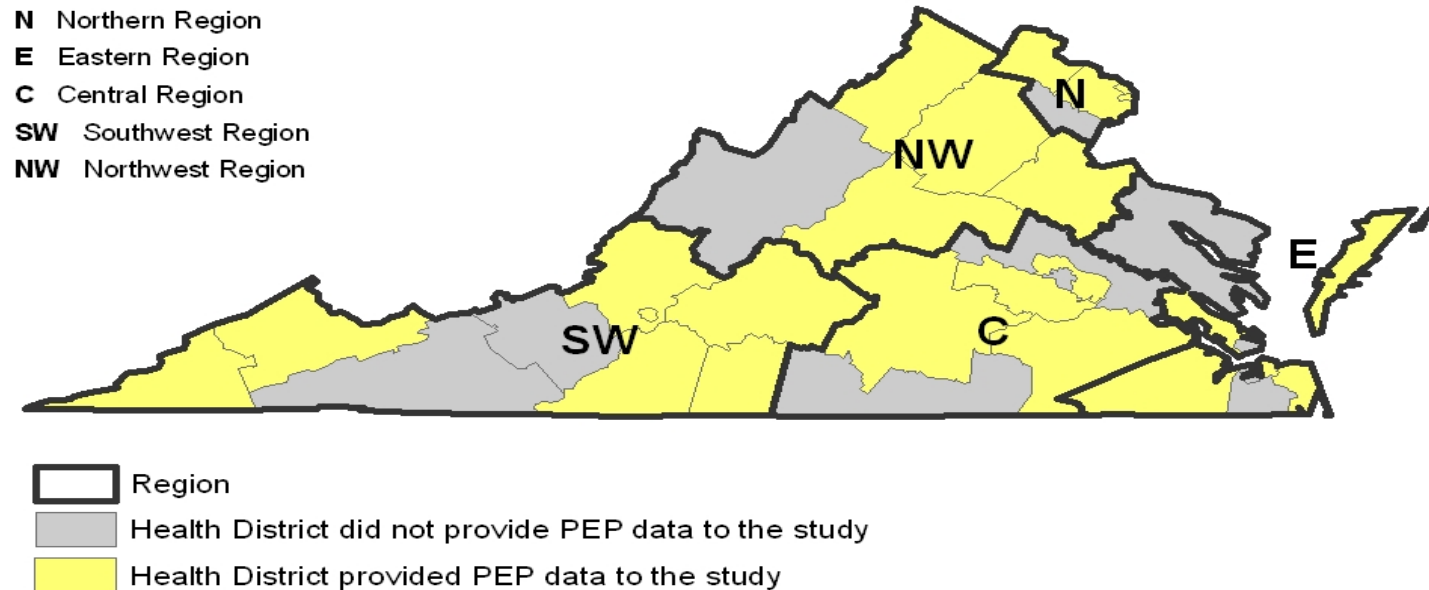 N Northern Region
E Eastern Region
C Central Region
SW Southwest Region
NW Northwest Region
N
NW
E
C
SW
Region
Health District did not provide PEP data to the study
Health District provided PEP data to the study